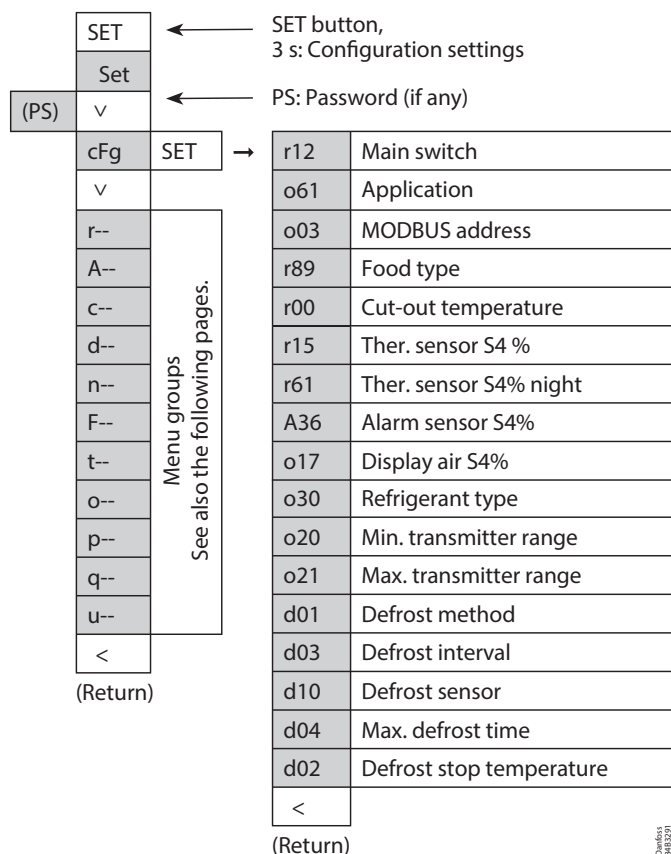 SET
SET button,
3 s: Configuration settings
Set
(PS)
˅
PS: Password (if any)
cFg
SET
→
˅
r--
A--
c--
d--
n--
F--
t--
o--
p--
q--
u--
<
(Return)
Menu groups
See also the following pages.
r12 Main switch
o61 Application
o03 MODBUS address
r89 Food type
r00 Cut-out temperature
r15 Ther. sensor S4 %
r61 Ther. sensor S4% night
A36 Alarm sensor S4%
o17 Display air S4%
o30 Refrigerant type
o20 Min. transmitter range
o21 Max. transmitter range
d01 Defrost method
d03 Defrost interval
d10 Defrost sensor
d04 Max. defrost time
d02 Defrost stop temperature
<
(Return)
Danfoss